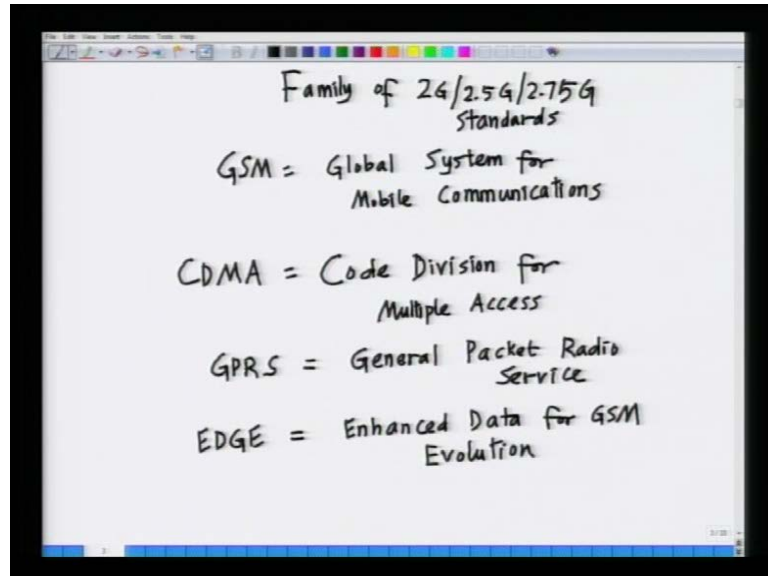 Family of 2G/2.5G/2.75G
Standards
GSM = Global System for
Mobile Communications
CDMA = Code Division for
Multiple Access
GPRS = General Packet Radio
Service
EDGE = Enhanced Data for GSM
Evolution